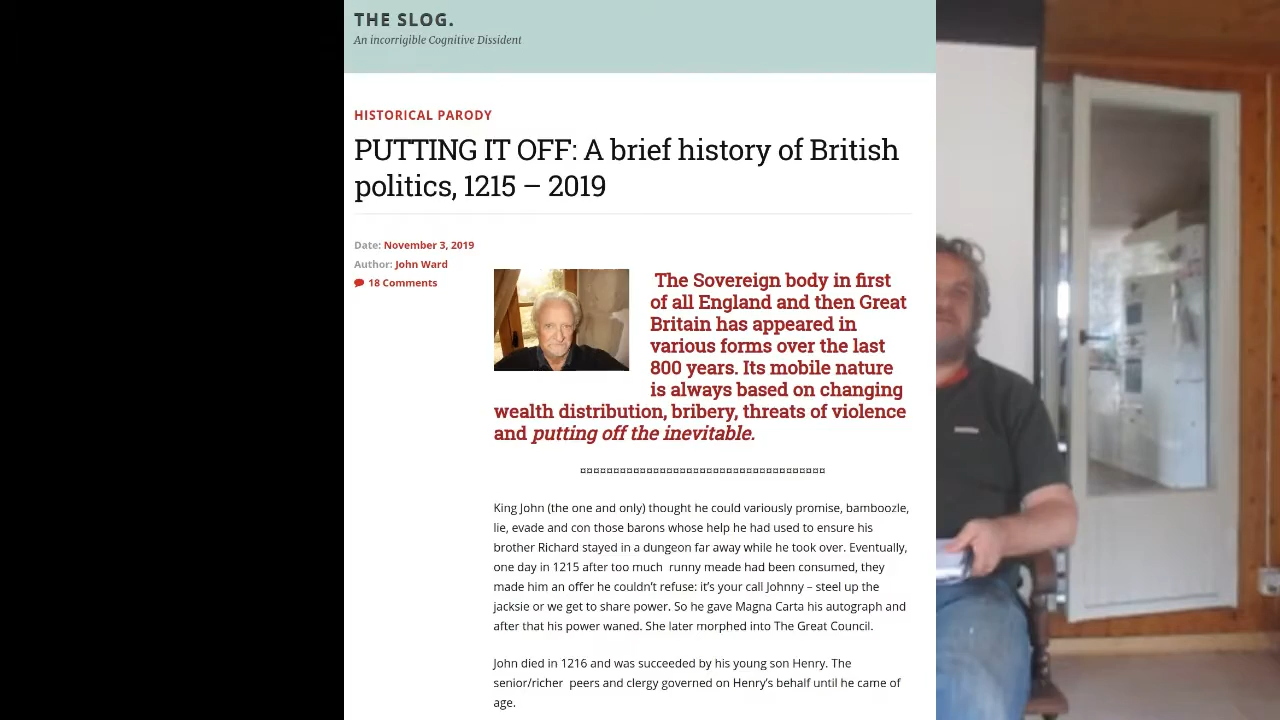 THE SLOG.
An incorrigible Cognitive Dissident
HISTORICAL PARODY
PUTTING IT OFF: A brief history of British
politics, 1215 – 2019
Date: November 3, 2019
Author: John Ward
18 Comments
The Sovereign body in first
of all England and then Great
Britain has appeared in
various forms over the last
800 years. Its mobile nature
is always based on changing
wealth distribution, bribery, threats of violence
and putting off the inevitable.
¤¤¤¤¤¤¤¤¤¤¤¤¤¤¤¤¤¤¤¤¤¤¤¤¤¤¤¤¤¤¤¤¤¤¤¤¤
King John (the one and only) thought he could variously promise, bamboozle,
lie, evade and con those barons whose help he had used to ensure his
brother Richard stayed in a dungeon far away while he took over. Eventually,
one day in 1215 after too much  runny meade had been consumed, they
made him an offer he couldn't refuse: it's your call Johnny – steel up the
jacksie or we get to share power. So he gave Magna Carta his autograph and
after that his power waned. She later morphed into The Great Council.
John died in 1216 and was succeeded by his young son Henry. The
senior/richer  peers and clergy governed on Henry's behalf until he came of
age.